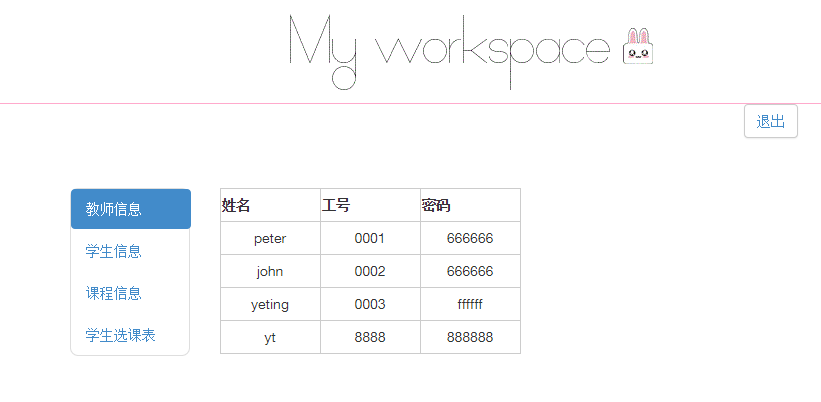 My workspace
退出
教师信息
学生信息
课程信息
学生选课表
姓名 工号 密码
peter 0001 666666
john 0002 666666
yeting 0003 ffffff
yt 8888 888888